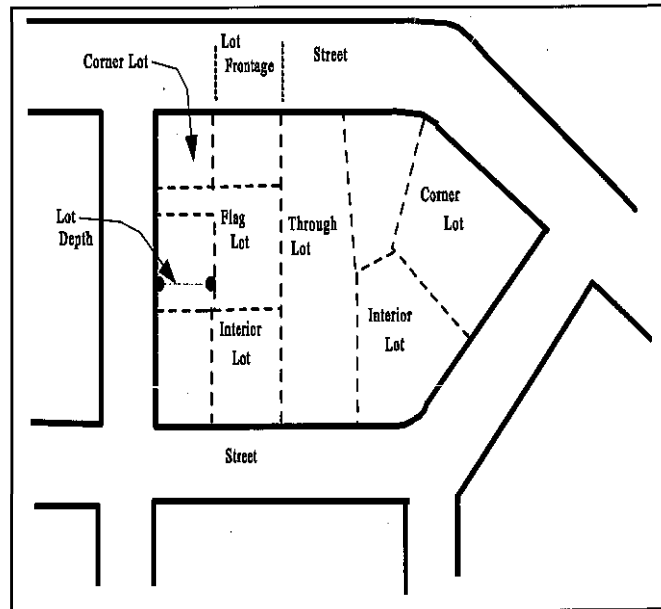 Lot
Frontage
Street
Corner Lot
Lot
Depth
Flag
Lot
Through
Lot
Corner
Lot
Interior
Lot
Interior
Lot
Street